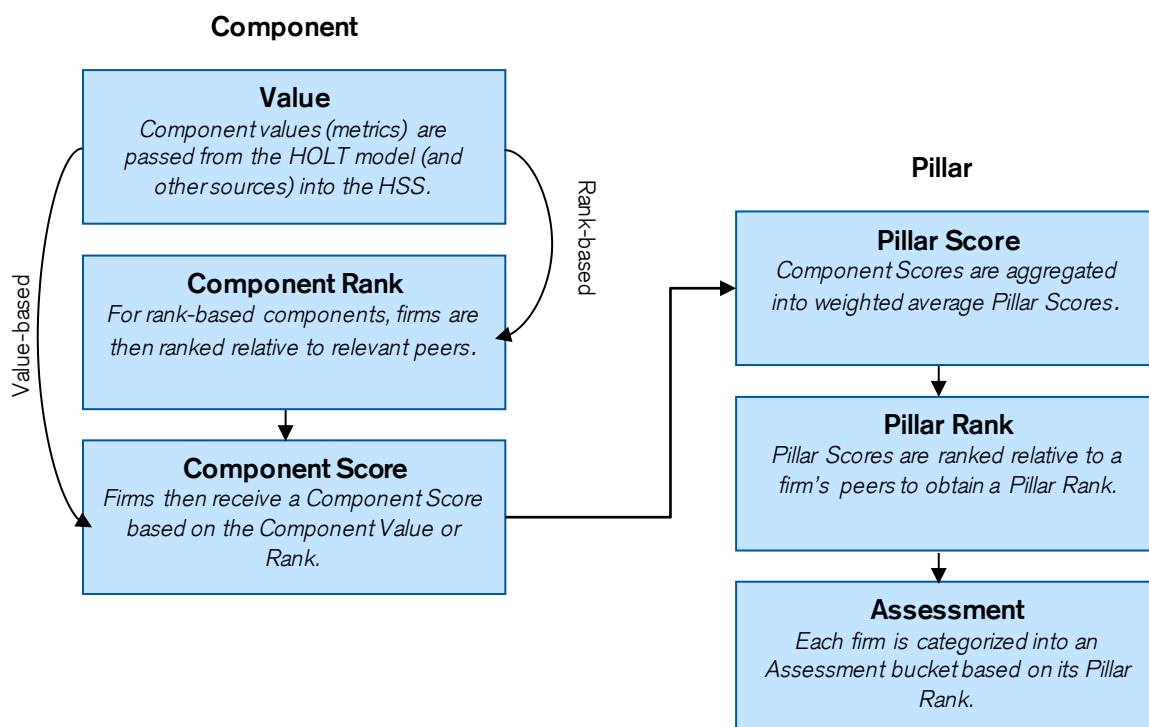 Component
Value
Component values (metrics) are
passed from the HOLT model (and
other sources) into the HSS.
Rank-based
Value-based
Component Rank
For rank-based components, firms are
then ranked relative to relevant peers.
Component Score
Firms then receive a Component Score
based on the Component Value or
Rank.
Pillar
Pillar Score
Component Scores are aggregated
into weighted average Pillar Scores.
Pillar Rank
Pillar Scores are ranked relative to a
firm's peers to obtain a Pillar Rank.
Assessment
Each firm is categorized into an
Assessment bucket based on its Pillar
Rank.